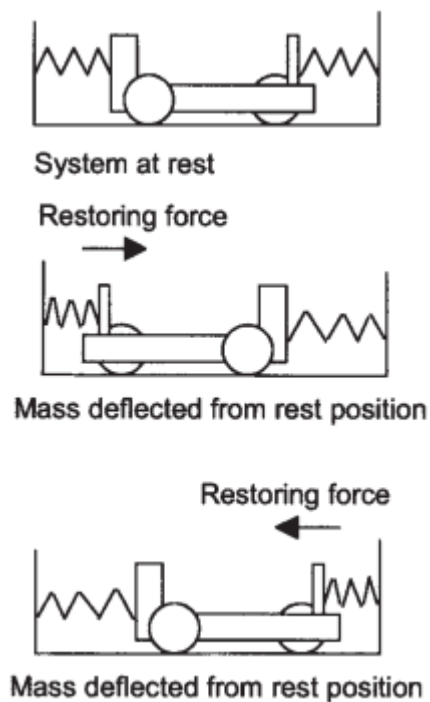 System at rest
Restoring force
Mass deflected from rest position
Restoring force
Mass deflected from rest position